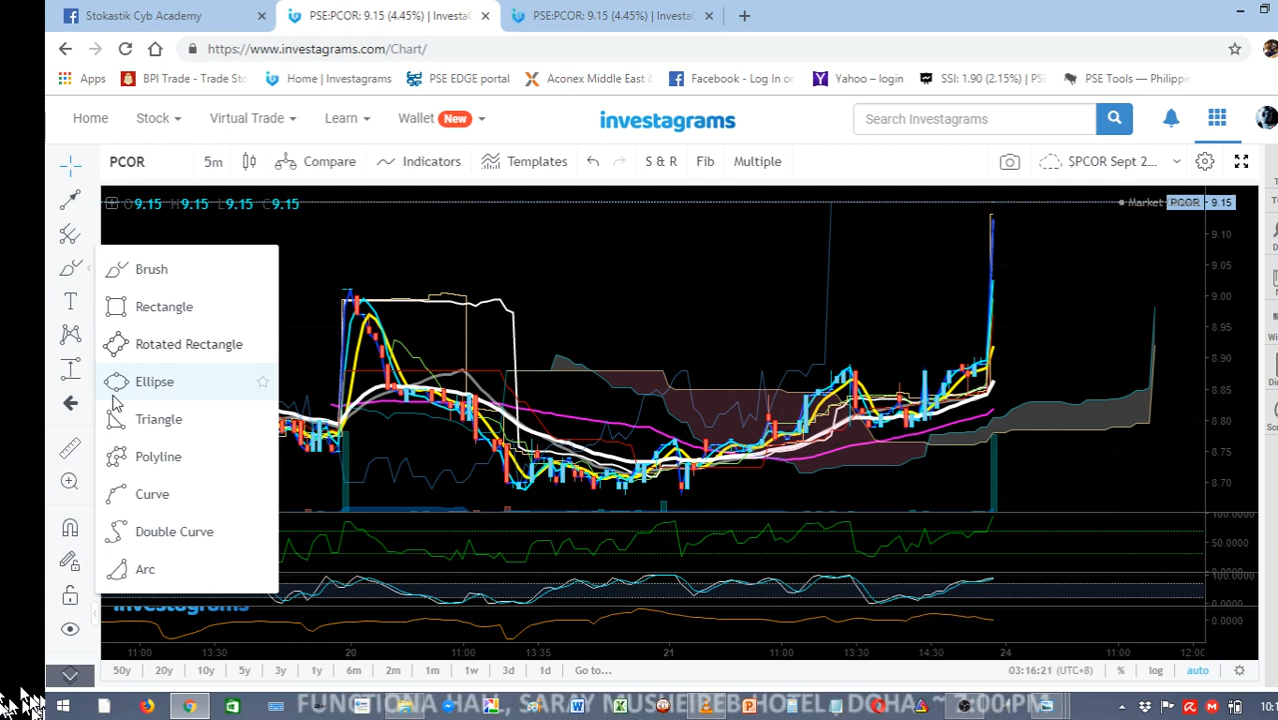 Stokastik Cyb Academy
PSE:PCOR: 9.15 (4.45%) | Investa
PSE:PCOR: 9.15 (4.45%) | Investa
https://www.investagrams.com/Chart/
Apps
BPI Trade - Trade Sto
Home | Investagrams
PSE EDGE portal
Aconex Middle East &
Facebook - Log In or
Yahoo – login
SSI: 1.90 (2.15%) | PSE
PSE Tools — Philippin
Home
Stock
Virtual Trade
Learn
Wallet New
investagrams
Search Investagrams
PCOR
5m
Compare
Indicators
Templates
S & R
Fib
Multiple
$PCOR Sept 2...
O9.15 H9.15 L9.15 C9.15
Market PCOR 9.15
9.10
9.05
9.00
8.95
8.90
8.85
8.80
8.75
8.70
Brush
Rectangle
Rotated Rectangle
Ellipse
Triangle
Polyline
Curve
Double Curve
Arc
100.0000
50.0000
100.0000
0.0000
0.0000
investagrams
11:00 13:30 20 11:00 13:35 21 11:00 13:30 14:30 24 11:00 12:00
50y 20y 10y 5y 3y 1y 6m 2m 1m 1w 3d 1d Go to...
03:16:21 (UTC+8) % log auto